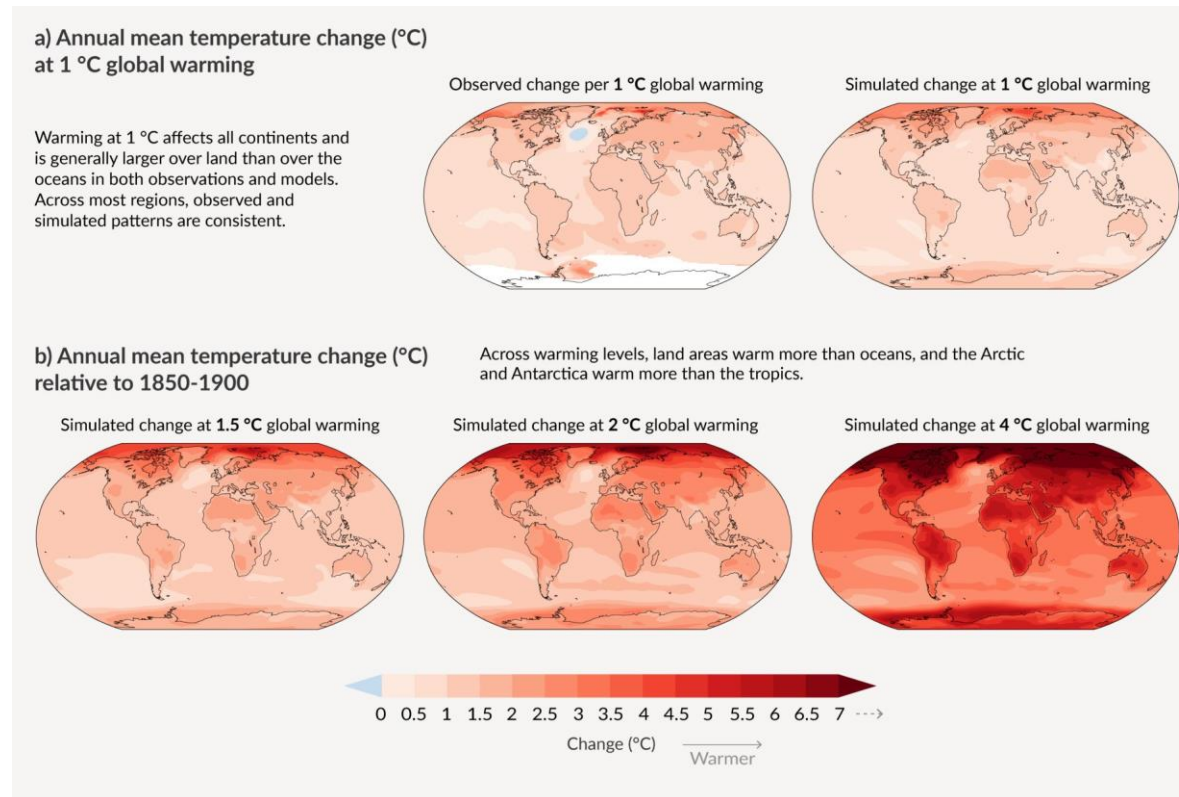 a) Annual mean temperature change (°C)
at 1 °C global warming
Warming at 1 °C affects all continents and
is generally larger over land than over the
oceans in both observations and models.
Across most regions, observed and
simulated patterns are consistent.
Observed change per 1 °C global warming
Simulated change at 1 °C global warming
b) Annual mean temperature change (°C)
relative to 1850-1900
Across warming levels, land areas warm more than oceans, and the Arctic
and Antarctica warm more than the tropics.
Simulated change at 1.5 °C global warming
Simulated change at 2 °C global warming
Simulated change at 4 °C global warming
0 0.5 1 1.5 2 2.5 3 3.5 4 4.5 5 5.5 6 6.5 7
Change (°C)
Warmer